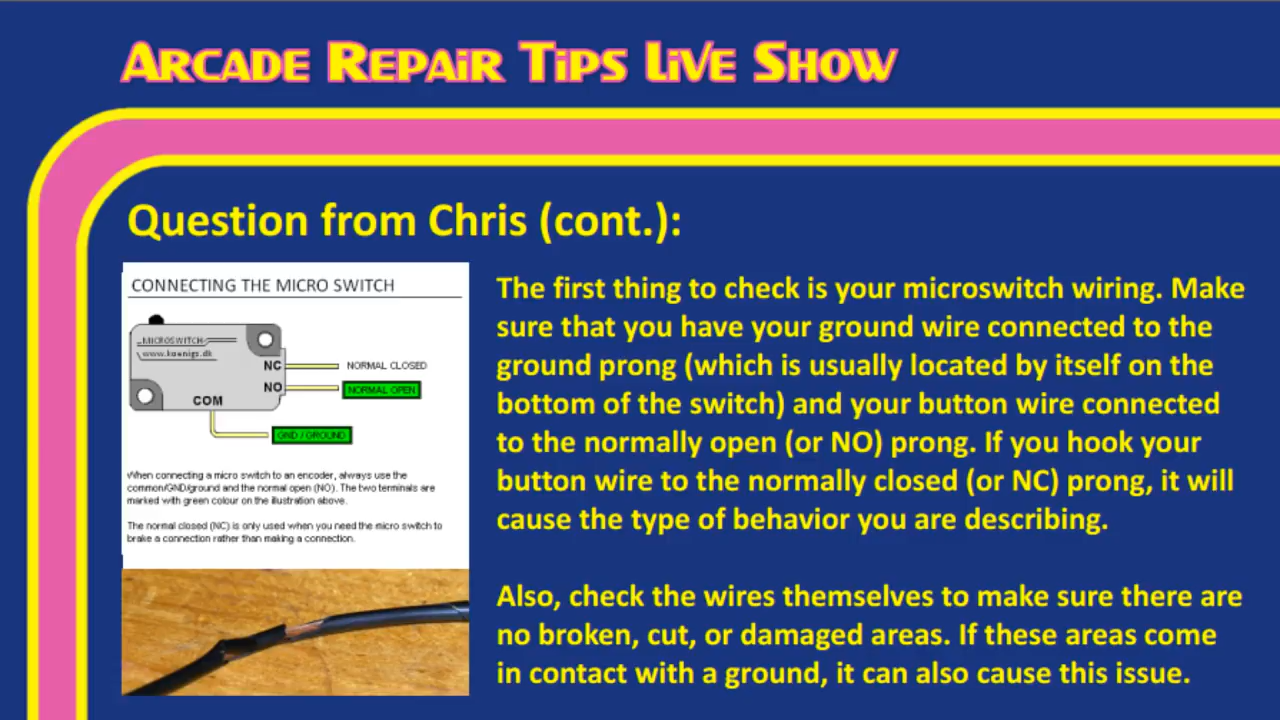 ARCADE REPAIR TIPS LIVE SHOW
Question from Chris (cont.):
CONNECTING THE MICRO SWITCH
MICROSWITCH
www.koenigs.dk
NC
NORMAL CLOSED
NO
NORMAL OPEN
COM
GND / GROUND
When connecting a micro switch to an encoder, always use the
common/GND/ground and the normal open (NO). The two terminals are
marked with green colour on the illustration above.
The normal closed (NC) is only used when you need the micro switch to
brake a connection rather than making a connection.
The first thing to check is your microswitch wiring. Make
sure that you have your ground wire connected to the
ground prong (which is usually located by itself on the
bottom of the switch) and your button wire connected
to the normally open (or NO) prong. If you hook your
button wire to the normally closed (or NC) prong, it will
cause the type of behavior you are describing.
Also, check the wires themselves to make sure there are
no broken, cut, or damaged areas. If these areas come
in contact with a ground, it can also cause this issue.